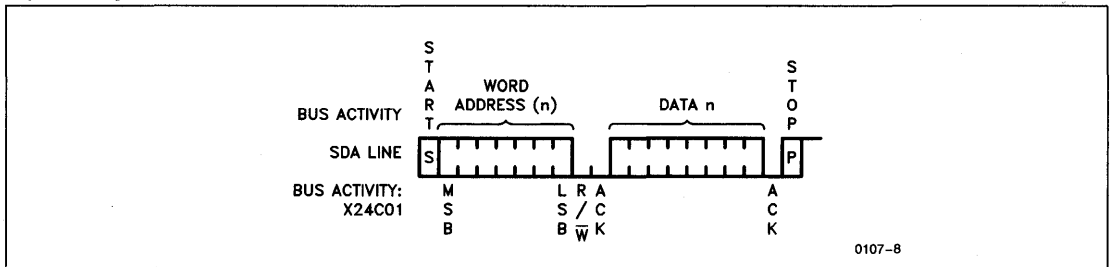 START
WORD
ADDRESS (n)
DATA n
STOP
BUS ACTIVITY
SDA LINE
S
P
BUS ACTIVITY:
X24C01
MSB
LSB
R/W̅
ACK
ACK
0107-8